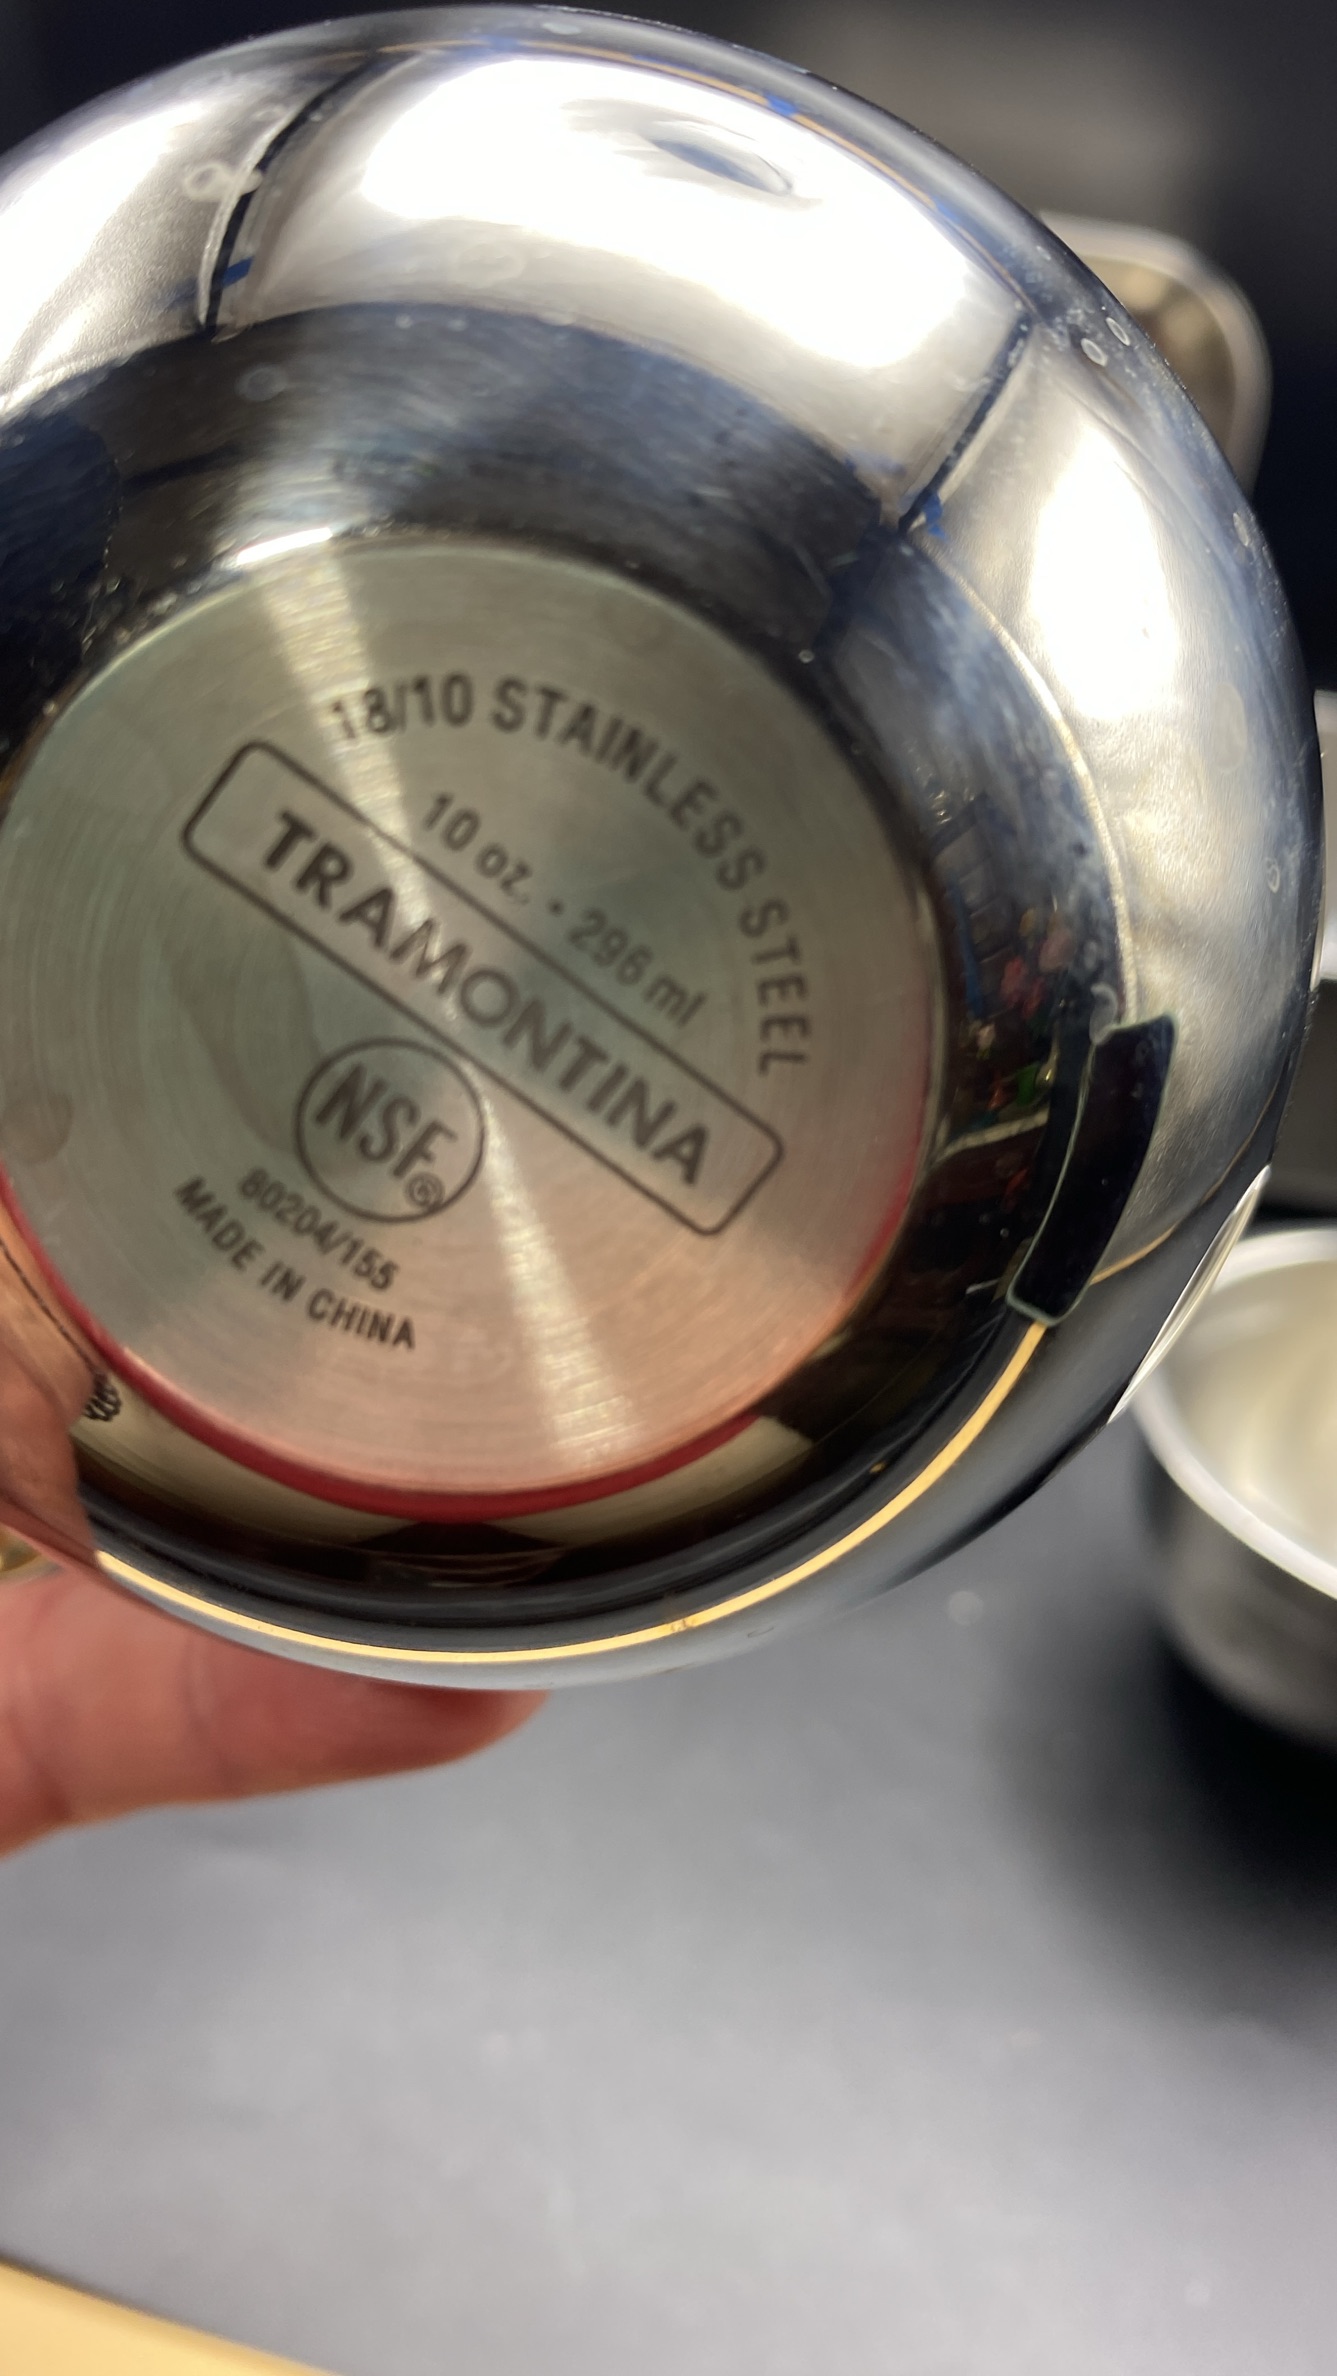 18/10 STAINLESS STEEL
10 oz. • 296 ml
TRAMONTINA
NSF®
80204/155
MADE IN CHINA